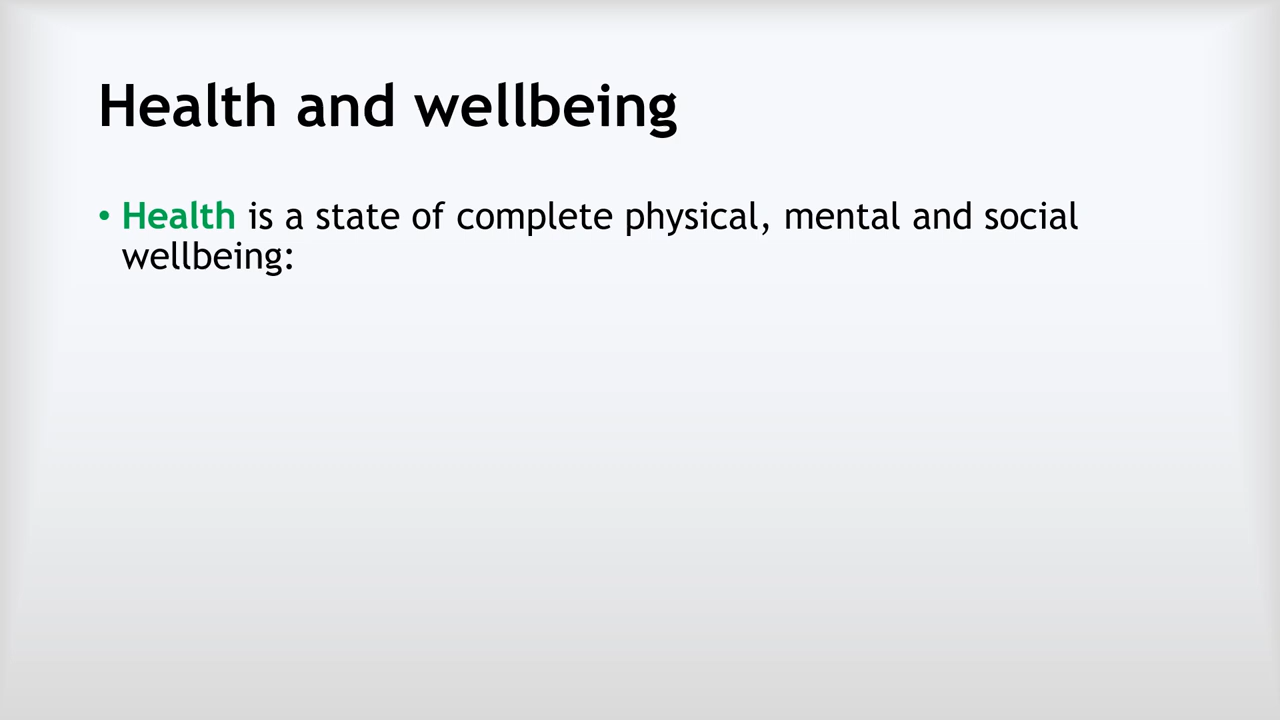 Health and wellbeing
• Health is a state of complete physical, mental and social
wellbeing: